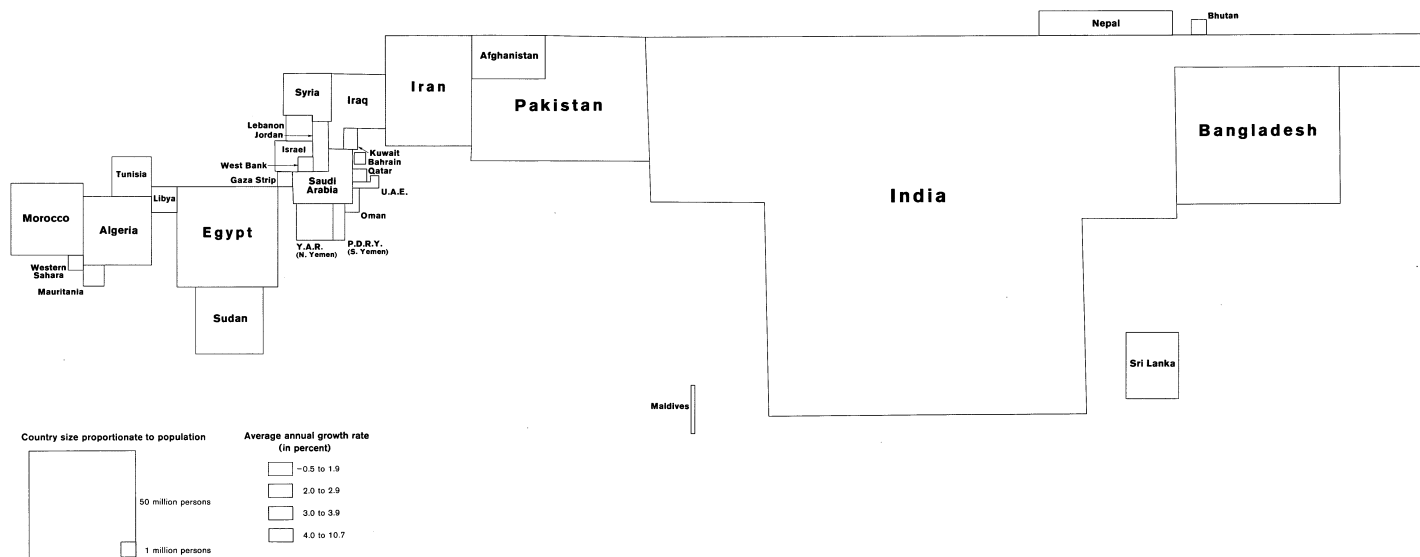 Nepal
Bhutan
Afghanistan
Iran
Pakistan
Syria
Iraq
Bangladesh
Lebanon
Jordan
Israel
Kuwait
Bahrain
Qatar
West Bank
Gaza Strip
Saudi
Arabia
U.A.E.
Tunisia
Libya
India
Morocco
Algeria
Egypt
Oman
Y.A.R.
(N. Yemen)
P.D.R.Y.
(S. Yemen)
Western
Sahara
Mauritania
Sudan
Sri Lanka
Maldives
Country size proportionate to population
50 million persons
1 million persons
Average annual growth rate
(in percent)
−0.5 to 1.9
2.0 to 2.9
3.0 to 3.9
4.0 to 10.7